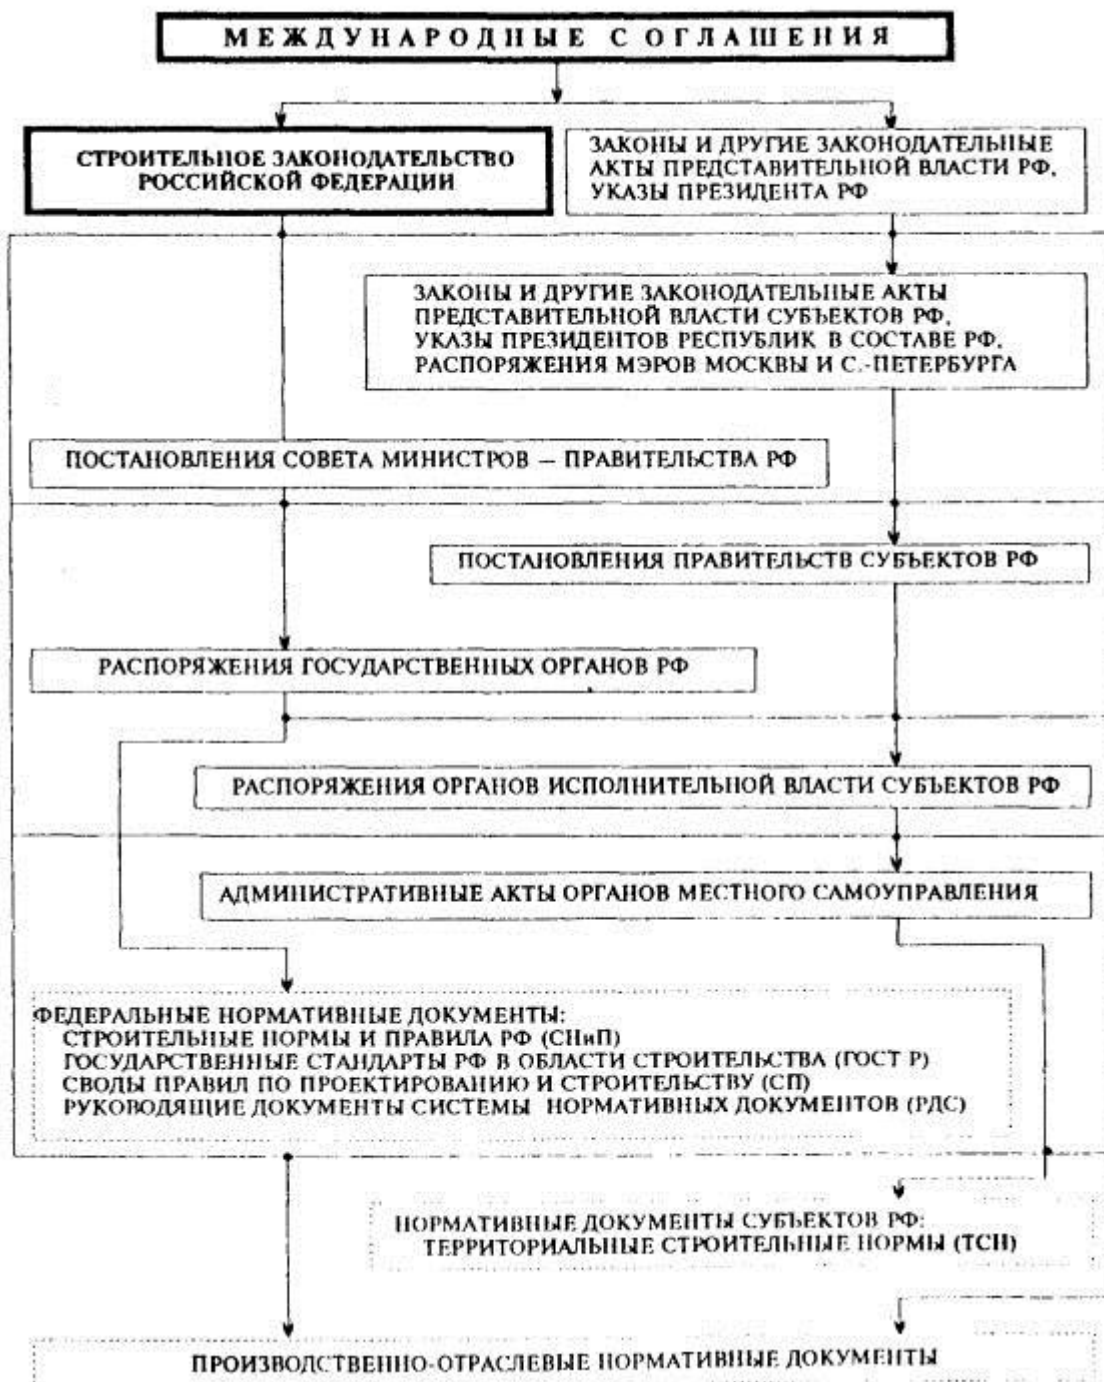 МЕЖДУНАРОДНЫЕ СОГЛАШЕНИЯ
СТРОИТЕЛЬНОЕ ЗАКОНОДАТЕЛЬСТВО
РОССИЙСКОЙ ФЕДЕРАЦИИ
ЗАКОНЫ И ДРУГИЕ ЗАКОНОДАТЕЛЬНЫЕ
АКТЫ ПРЕДСТАВИТЕЛЬНОЙ ВЛАСТИ РФ,
УКАЗЫ ПРЕЗИДЕНТА РФ
ЗАКОНЫ И ДРУГИЕ ЗАКОНОДАТЕЛЬНЫЕ АКТЫ
ПРЕДСТАВИТЕЛЬНОЙ ВЛАСТИ СУБЪЕКТОВ РФ,
УКАЗЫ ПРЕЗИДЕНТОВ РЕСПУБЛИК В СОСТАВЕ РФ,
РАСПОРЯЖЕНИЯ МЭРОВ МОСКВЫ И С.-ПЕТЕРБУРГА
ПОСТАНОВЛЕНИЯ СОВЕТА МИНИСТРОВ — ПРАВИТЕЛЬСТВА РФ
ПОСТАНОВЛЕНИЯ ПРАВИТЕЛЬСТВ СУБЪЕКТОВ РФ
РАСПОРЯЖЕНИЯ ГОСУДАРСТВЕННЫХ ОРГАНОВ РФ
РАСПОРЯЖЕНИЯ ОРГАНОВ ИСПОЛНИТЕЛЬНОЙ ВЛАСТИ СУБЪЕКТОВ РФ
АДМИНИСТРАТИВНЫЕ АКТЫ ОРГАНОВ МЕСТНОГО САМОУПРАВЛЕНИЯ
ФЕДЕРАЛЬНЫЕ НОРМАТИВНЫЕ ДОКУМЕНТЫ:
СТРОИТЕЛЬНЫЕ НОРМЫ И ПРАВИЛА РФ (СНиП)
ГОСУДАРСТВЕННЫЕ СТАНДАРТЫ РФ В ОБЛАСТИ СТРОИТЕЛЬСТВА (ГОСТ Р)
СВОДЫ ПРАВИЛ ПО ПРОЕКТИРОВАНИЮ И СТРОИТЕЛЬСТВУ (СП)
РУКОВОДЯЩИЕ ДОКУМЕНТЫ СИСТЕМЫ НОРМАТИВНЫХ ДОКУМЕНТОВ (РДС)
НОРМАТИВНЫЕ ДОКУМЕНТЫ СУБЪЕКТОВ РФ:
ТЕРРИТОРИАЛЬНЫЕ СТРОИТЕЛЬНЫЕ НОРМЫ (ТСН)
ПРОИЗВОДСТВЕННО-ОТРАСЛЕВЫЕ НОРМАТИВНЫЕ ДОКУМЕНТЫ